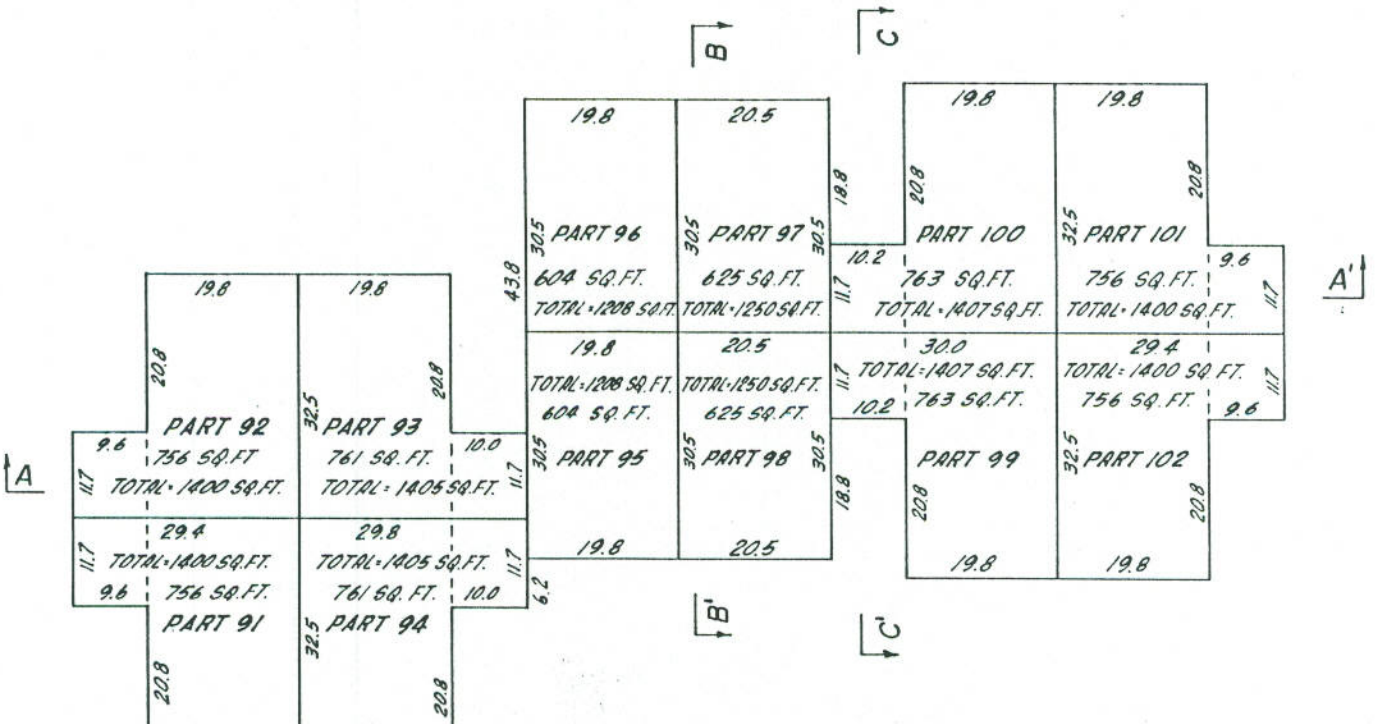 B
C
19.8
20.5
19.8
19.8
18.8
20.8
20.8
30.5
PART 96
30.5
PART 97
30.5
PART 100
32.5
PART 101
43.8
604 SQ.FT.
625 SQ.FT.
10.2
763 SQ.FT.
756 SQ.FT.
9.6
TOTAL=1208 SQ.FT.
TOTAL=1250 SQ.FT.
11.7
TOTAL=1407 SQ.FT.
TOTAL=1400 SQ.FT.
11.7
A'
19.8
20.5
30.0
29.4
TOTAL=1208 SQ.FT.
TOTAL=1250 SQ.FT.
11.7
TOTAL=1407 SQ.FT.
TOTAL=1400 SQ.FT.
11.7
604 SQ.FT.
625 SQ.FT.
10.2
763 SQ.FT.
756 SQ.FT.
9.6
30.5
PART 95
30.5
PART 98
30.5
PART 99
32.5
PART 102
18.8
20.8
20.8
19.8
20.5
19.8
19.8
B'
C'
19.8
19.8
20.8
20.8
9.6
PART 92
32.5
PART 93
10.0
A
11.7
756 SQ.FT
761 SQ.FT.
11.7
TOTAL=1400 SQ.FT.
TOTAL=1405 SQ.FT.
29.4
29.8
11.7
TOTAL=1400 SQ.FT.
TOTAL=1405 SQ.FT.
11.7
9.6
756 SQ.FT.
761 SQ.FT.
10.0
6.2
PART 91
32.5
PART 94
20.8
20.8